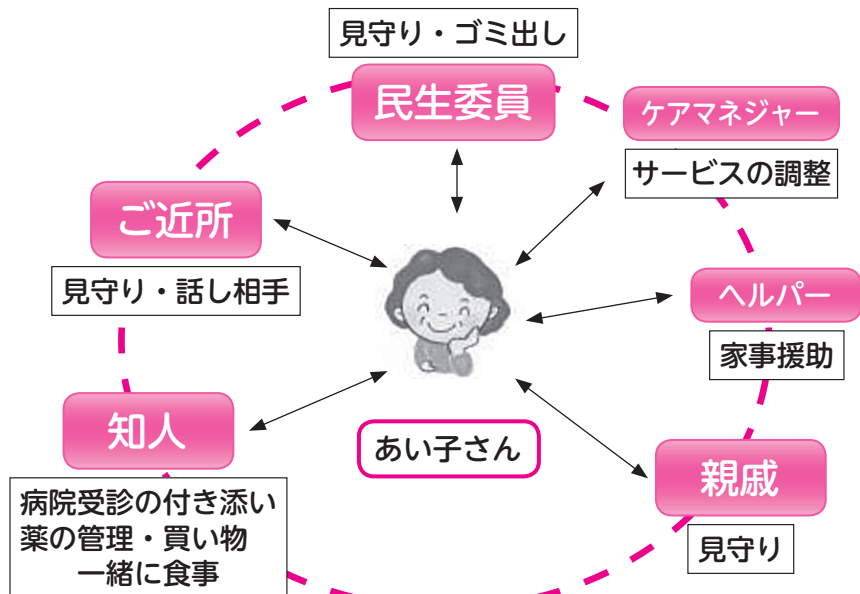 見守り・ゴミ出し
民生委員
ケアマネジャー
サービスの調整
ご近所
見守り・話し相手
ヘルパー
家事援助
知人
病院受診の付き添い
薬の管理・買い物
一緒に食事
あい子さん
親戚
見守り